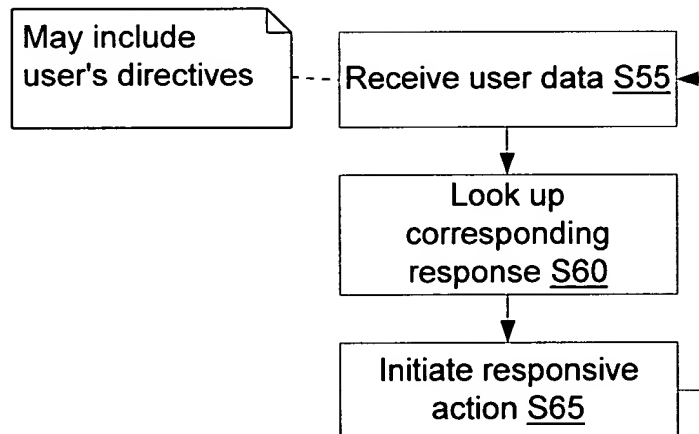 May include
user's directives
Receive user data S55
Look up
corresponding
response S60
Initiate responsive
action S65